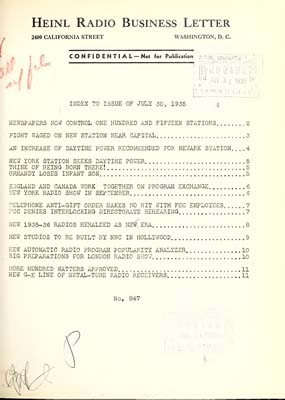 HEINL RADIO BUSINESS LETTER
2400 CALIFORNIA STREET WASHINGTON, D. C.
CONFIDENTIAL—Not for Publication
INDEX TO ISSUE OF JULY 30, 1935
NEWSPAPERS NOW CONTROL ONE HUNDRED AND FIFTEEN STATIONS.......2
FIGHT WAGED ON NEW STATION NEAR CAPITAL.......3
AN INCREASE OF DAYTIME POWER RECOMMENDED FOR NEWARK STATION....4
NEW YORK STATION SEEKS DAYTIME POWER.......5
THINK OF BEING BORN THERE!.......5
ORMANDY LOSES INFANT SON.......5
ENGLAND AND CANADA WORK TOGETHER ON PROGRAM EXCHANGE.......6
NEW YORK RADIO SHOW IN SEPTEMBER.......6
TELEPHONE ANTI-GIFT ORDER MAKES NO HIT WITH FCC EMPLOYEES.....7
FCC DENIES INTERLOCKING DIRECTORATE REHEARING.......7
NEW 1935-36 RADIOS HERALDED AS NEW ERA.......8
NEW STUDIOS TO BE BUILT BY NBC IN HOLLYWOOD.......9
NEW AUTOMATIC RADIO PROGRAM POPULARITY ANALYZER.......10
BIG PREPARATIONS FOR LONDON RADIO SHOW.......10
MORE HUNDRED WATTERS APPROVED.......11
NEW G-E LINE OF METAL-TUBE RADIO RECEIVERS.......11
No. 847